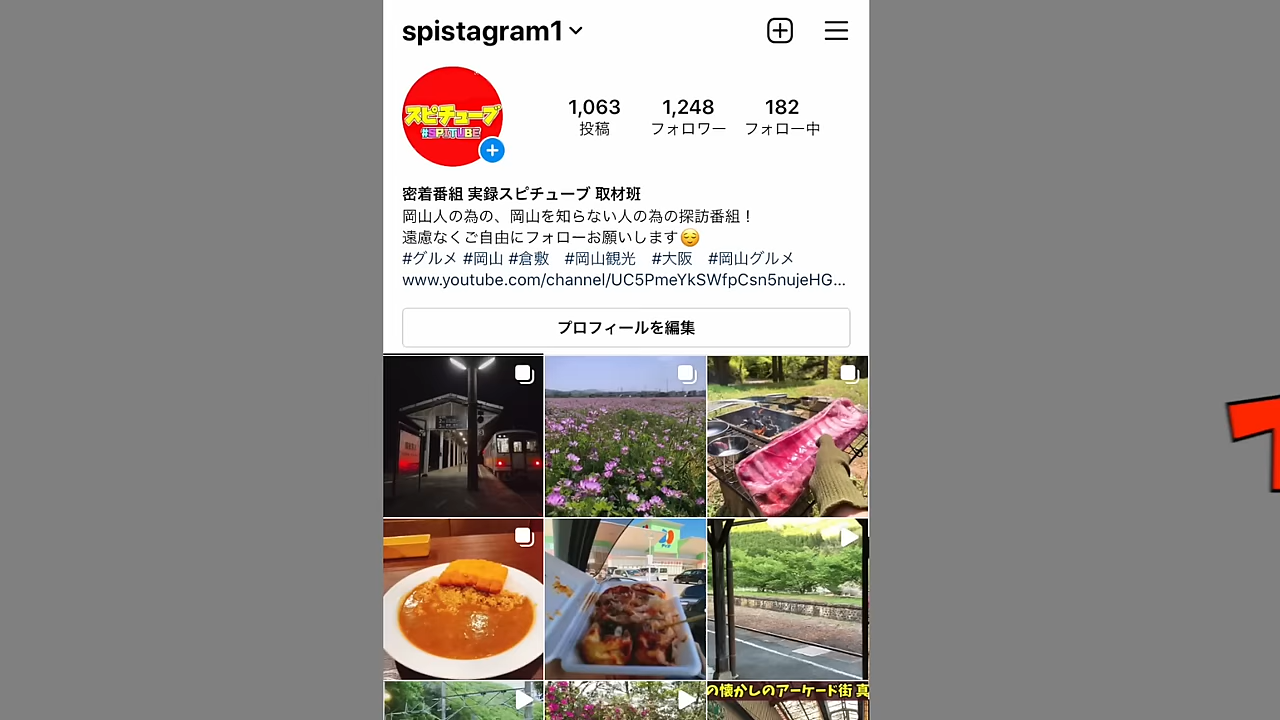 spistagram1
スピチューブ
#SPITUBE
1,063
投稿
1,248
フォロワー
182
フォロー中
密着番組 実録スピチューブ 取材班
岡山人の為の、岡山を知らない人の為の探訪番組！
遠慮なくご自由にフォローお願いします😌
#グルメ #岡山 #倉敷　#岡山観光　#大阪　#岡山グルメ
www.youtube.com/channel/UC5PmeYkSWfpCsn5nujeHG...
プロフィールを編集
の懐かしのアーケード街 真